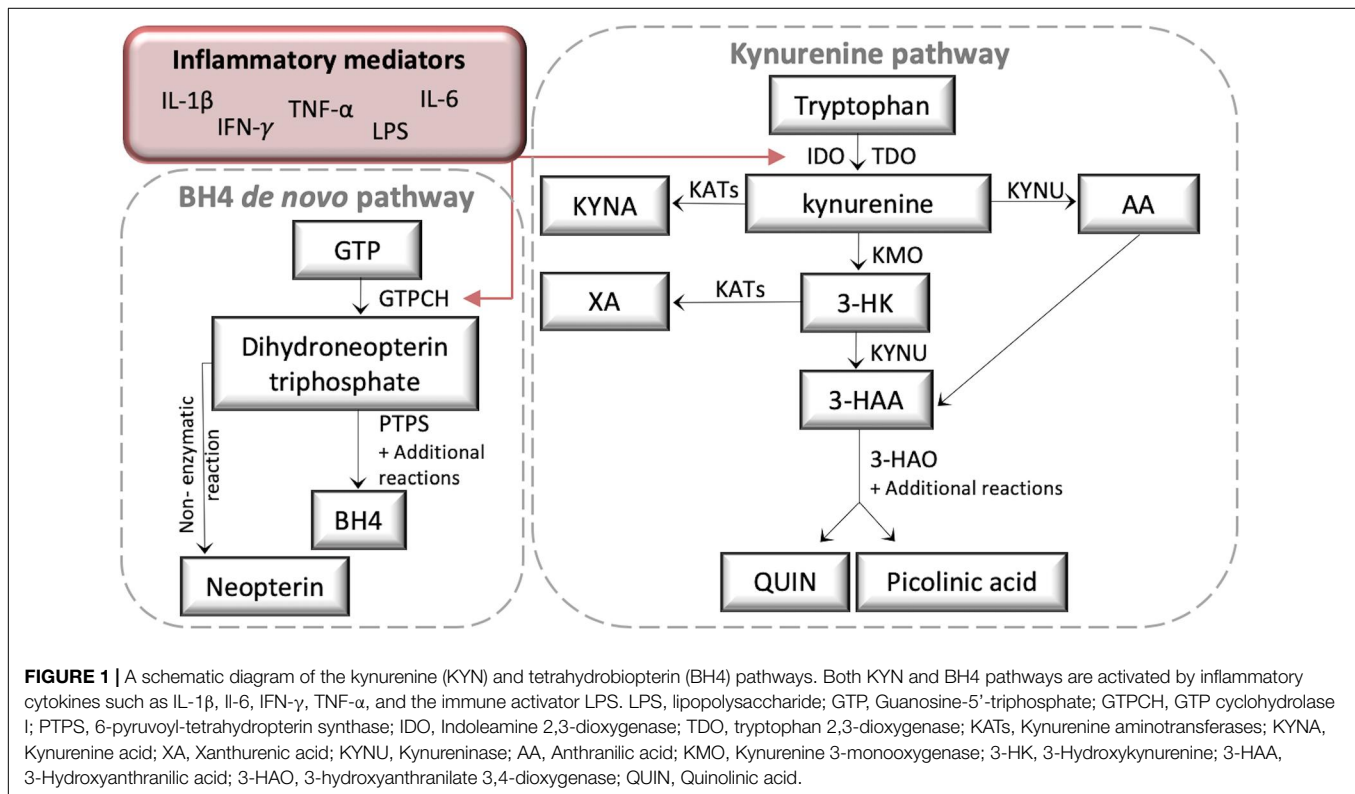 Inflammatory mediators
IL-1β
IFN-γ
TNF-α
LPS
IL-6
BH4 de novo pathway
GTP
GTPCH
Dihydroneopterin
triphosphate
Non- enzymatic
reaction
PTPS
+ Additional
reactions
BH4
Neopterin
Kynurenine pathway
Tryptophan
IDO
TDO
KYNA
KATs
kynurenine
KYNU
AA
KMO
XA
KATs
3-HK
KYNU
3-HAA
3-HAO
+ Additional reactions
QUIN
Picolinic acid
FIGURE 1 | A schematic diagram of the kynurenine (KYN) and tetrahydrobiopterin (BH4) pathways. Both KYN and BH4 pathways are activated by inflammatory
cytokines such as IL-1β, Il-6, IFN-γ, TNF-α, and the immune activator LPS. LPS, lipopolysaccharide; GTP, Guanosine-5’-triphosphate; GTPCH, GTP cyclohydrolase
I; PTPS, 6-pyruvoyl-tetrahydropterin synthase; IDO, Indoleamine 2,3-dioxygenase; TDO, tryptophan 2,3-dioxygenase; KATs, Kynurenine aminotransferases; KYNA,
Kynurenine acid; XA, Xanthurenic acid; KYNU, Kynureninase; AA, Anthranilic acid; KMO, Kynurenine 3-monooxygenase; 3-HK, 3-Hydroxykynurenine; 3-HAA,
3-Hydroxyanthranilic acid; 3-HAO, 3-hydroxyanthranilate 3,4-dioxygenase; QUIN, Quinolinic acid.